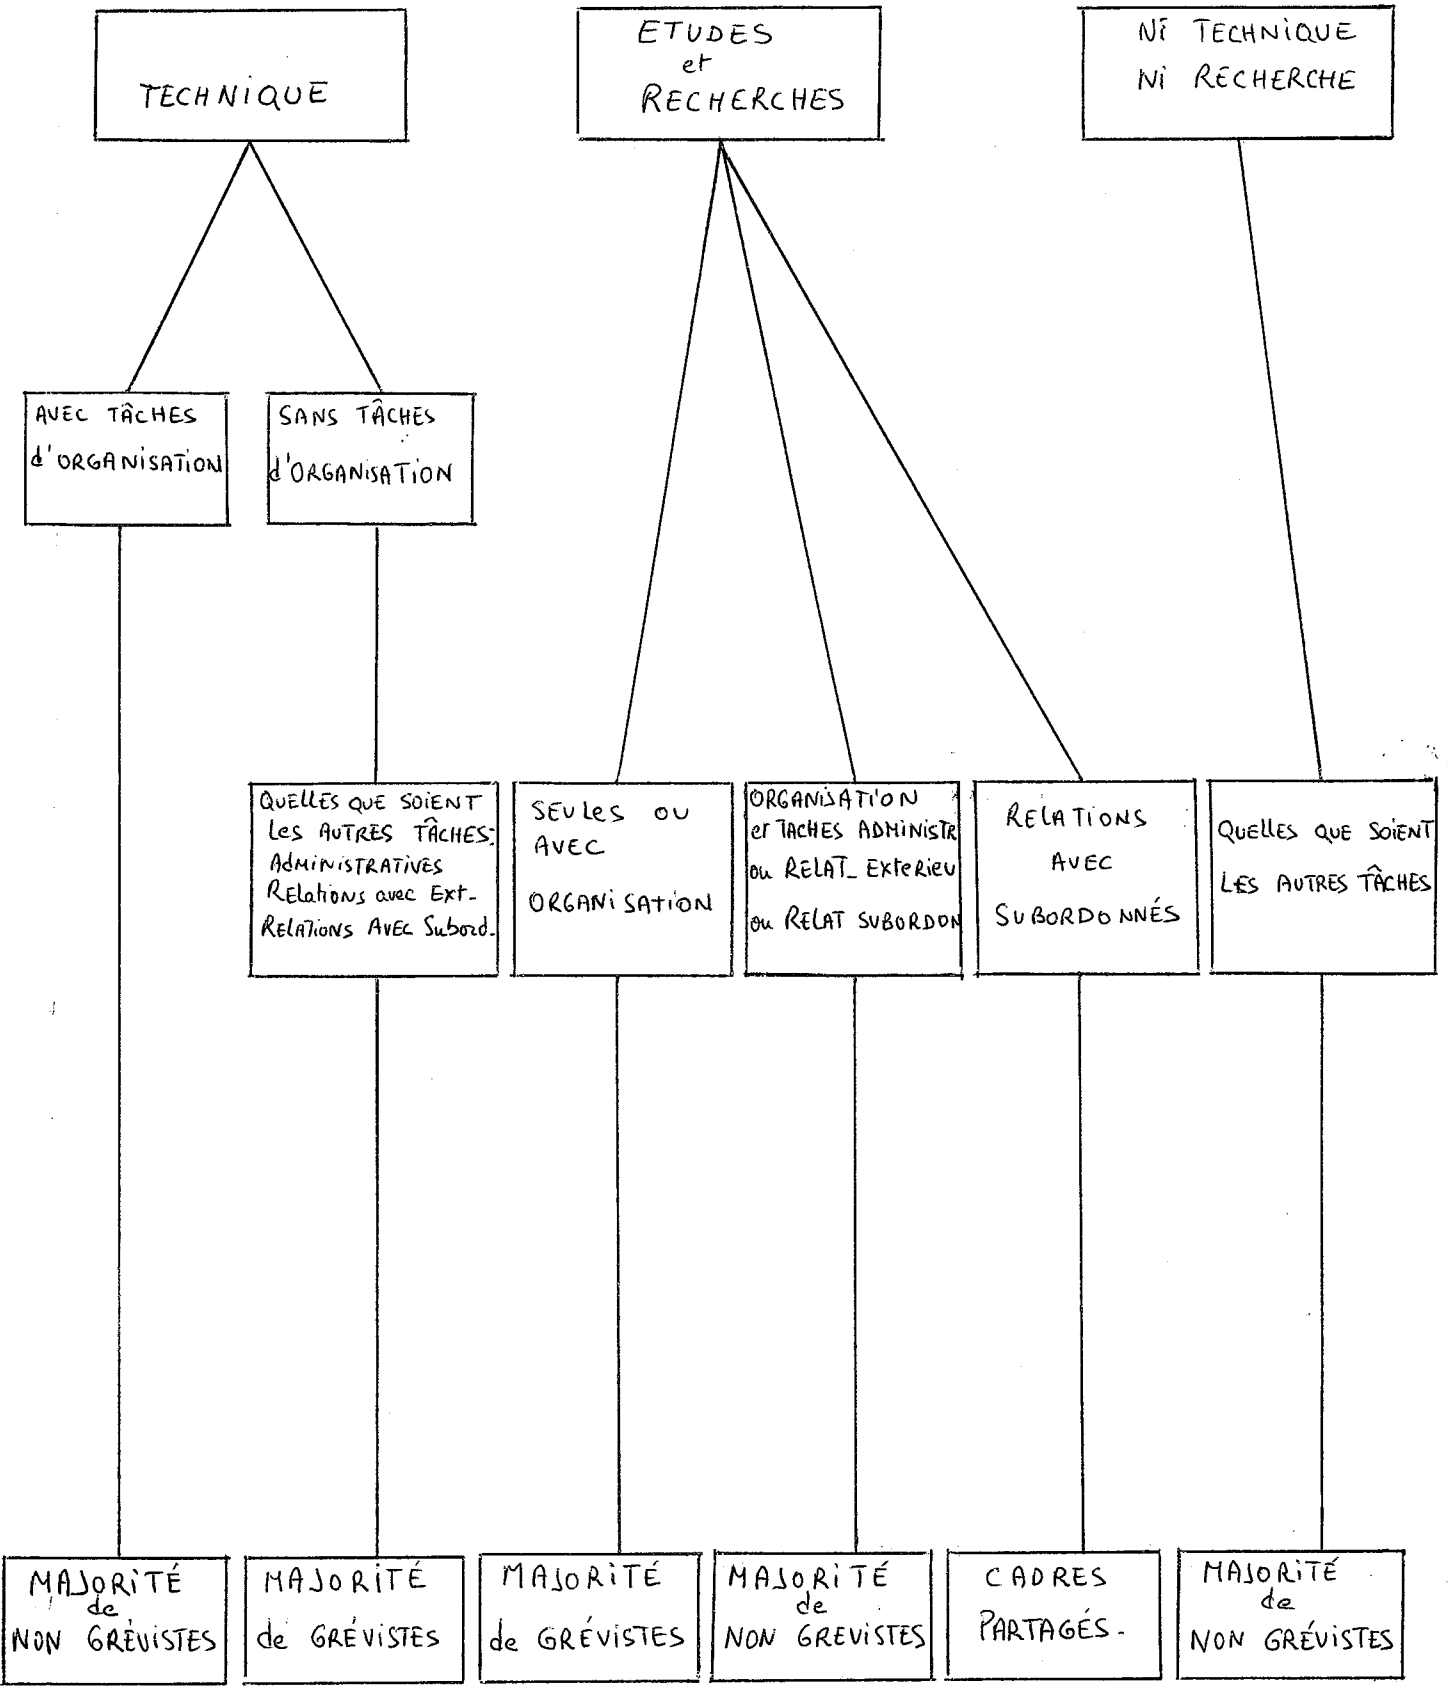 TECHNIQUE
ETUDES
et
RECHERCHES
Ni TECHNIQUE
Ni RECHERCHE
AVEC TÂCHES
d'ORGANISATION
SANS TÂCHES
d'ORGANISATION
QUELLES QUE SOIENT
Les AUTRES TÂCHES:
AdMINISTRATIVES
Relations avec Ext-
RELATIONS AVEC Subord-
SEULES OU
AVEC
ORGANISATION
ORGANISATION
et TACHES ADMINISTR
ou RELAT_ EXTERIEU
ou RELAT SUBORDON
RELATIONS
AVEC
SUBORDONNÉS
QUELLES QUE SOIENT
LES AUTRES TÂCHES
MAJORITÉ
de
NON GRÉVISTES
MAJORITÉ
de GRÉVISTES
MAJORITÉ
de GRÉVISTES
MAJORITÉ
de
NON GREVISTES
CADRES
PARTAGÉS-
MAJORITÉ
de
NON GRÉVISTES